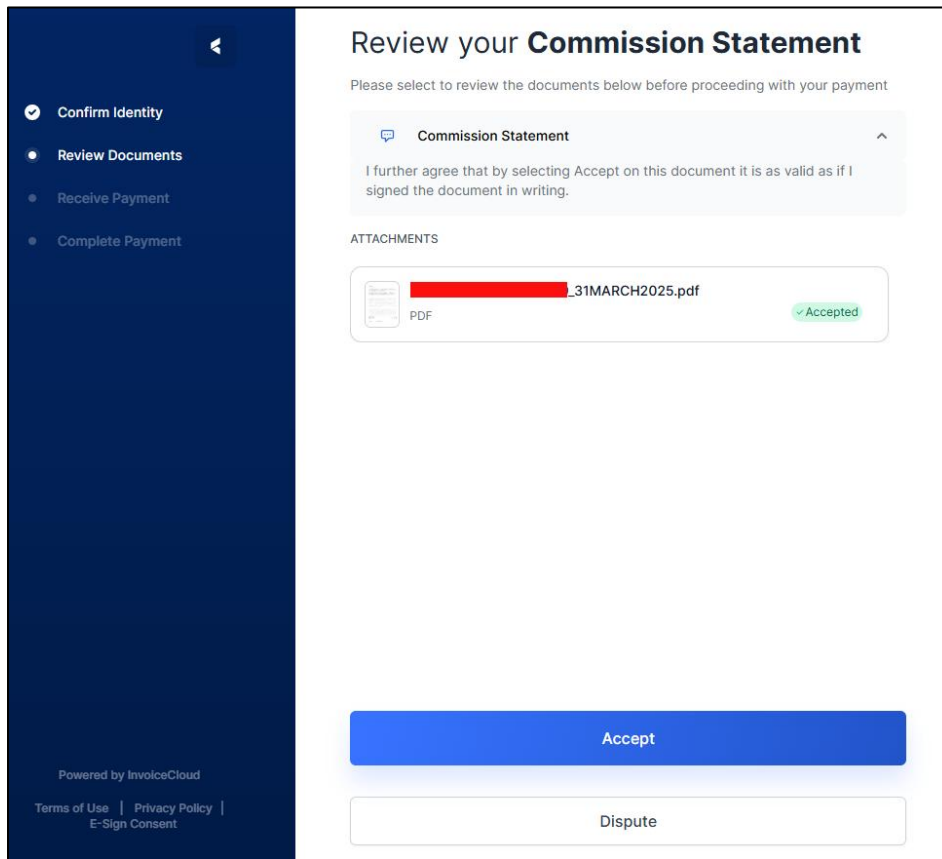 Review your Commission Statement
Please select to review the documents below before proceeding with your payment
Confirm Identity
Review Documents
Receive Payment
Complete Payment
Commission Statement
I further agree that by selecting Accept on this document it is as valid as if I
signed the document in writing.
ATTACHMENTS
_31MARCH2025.pdf
PDF
Accepted
Accept
Dispute
Powered by InvoiceCloud
Terms of Use | Privacy Policy |
E-Sign Consent